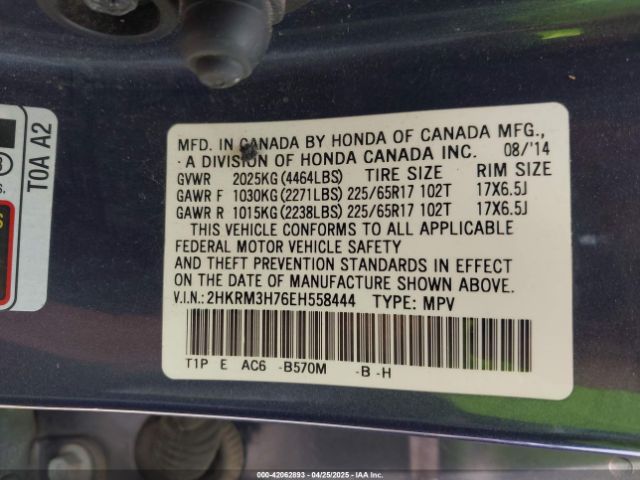 MFD. IN CANADA BY HONDA OF CANADA MFG.,
A DIVISION OF HONDA CANADA INC. 08/'14
GVWR 2025KG(4464LBS) TIRE SIZE RIM SIZE
GAWR F 1030KG(2271LBS) 225/65R17 102T 17X6.5J
GAWR R 1015KG(2238LBS) 225/65R17 102T 17X6.5J
THIS VEHICLE CONFORMS TO ALL APPLICABLE
FEDERAL MOTOR VEHICLE SAFETY
AND THEFT PREVENTION STANDARDS IN EFFECT
ON THE DATE OF MANUFACTURE SHOWN ABOVE.
V.I.N.: 2HKRM3H76EH558444 TYPE: MPV
T1P E AC6 -B570M -B -H
T0A A2
000-42062893 - 04/25/2025 - IAA Inc.